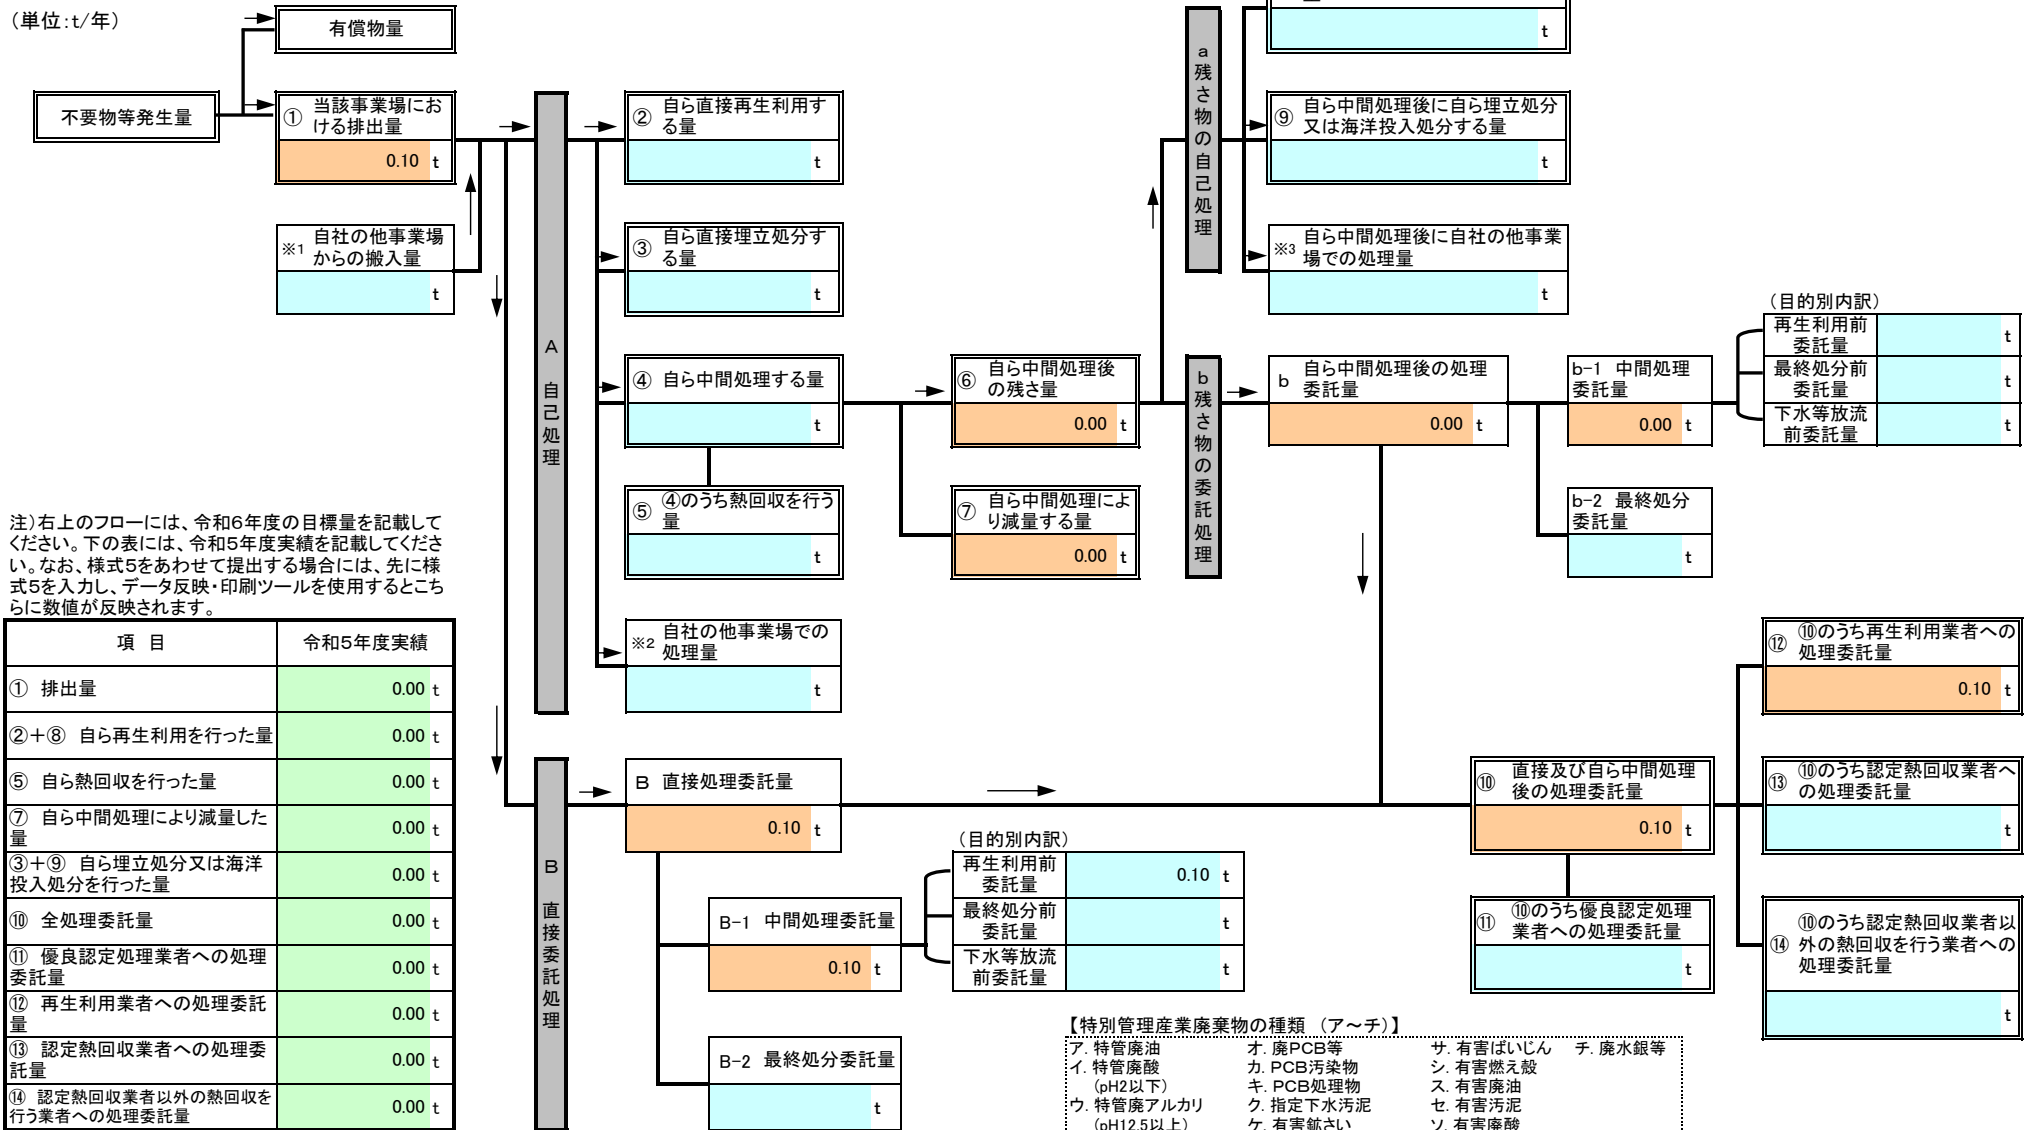 （単位:t/年）
有償物量
不要物等発生量
① 当該事業場にお
ける排出量
0.10 t
※1 自社の他事業場
からの搬入量
t
A 自己処理
② 自ら直接再生利用す
る量
t
③ 自ら直接埋立処分す
る量
t
④ 自ら中間処理する量
t
⑤ ④のうち熱回収を行う
量
t
※2 自社の他事業場での
処理量
t
⑥ 自ら中間処理後
の残さ量
0.00 t
⑦ 自ら中間処理によ
り減量する量
0.00 t
a 残さ物の自己処理
t
⑨ 自ら中間処理後に自ら埋立処分
又は海洋投入処分する量
t
※3 自ら中間処理後に自社の他事業
場での処理量
t
b 残さ物の委託処理
b 自ら中間処理後の処理
委託量
0.00 t
b-1 中間処理
委託量
0.00 t
（目的別内訳）
再生利用前
委託量
t
最終処分前
委託量
t
下水等放流
前委託量
t
b-2 最終処分
委託量
t
注）右上のフローには、令和6年度の目標量を記載して
ください。下の表には、令和5年度実績を記載してくださ
い。なお、様式5をあわせて提出する場合には、先に様
式5を入力し、データ反映・印刷ツールを使用するとこち
らに数値が反映されます。
項 目 令和5年度実績
① 排出量 0.00 t
②＋⑧ 自ら再生利用を行った量 0.00 t
⑤ 自ら熱回収を行った量 0.00 t
⑦ 自ら中間処理により減量した
量 0.00 t
③＋⑨ 自ら埋立処分又は海洋
投入処分を行った量 0.00 t
⑩ 全処理委託量 0.00 t
⑪ 優良認定処理業者への処理
委託量 0.00 t
⑫ 再生利用業者への処理委託
量 0.00 t
⑬ 認定熱回収業者への処理委
託量 0.00 t
⑭ 認定熱回収業者以外の熱回収を
行う業者への処理委託量 0.00 t
B 直接委託処理
B 直接処理委託量
0.10 t
B-1 中間処理委託量
0.10 t
（目的別内訳）
再生利用前
委託量
0.10 t
最終処分前
委託量
t
下水等放流
前委託量
t
B-2 最終処分委託量
t
⑩ 直接及び自ら中間処理
後の処理委託量
0.10 t
⑪ ⑩のうち優良認定処理
業者への処理委託量
t
⑫ ⑩のうち再生利用業者への
処理委託量
0.10 t
⑬ ⑩のうち認定熱回収業者へ
の処理委託量
t
⑭ ⑩のうち認定熱回収業者以
外の熱回収を行う業者への
処理委託量
t
【特別管理産業廃棄物の種類 （ア～チ）】
ア. 特管廃油 オ. 廃PCB等 サ. 有害ばいじん チ. 廃水銀等
イ. 特管廃酸 カ. PCB汚染物 シ. 有害燃え殻
（pH2以下） キ. PCB処理物 ス. 有害廃油
ウ. 特管廃アルカリ ク. 指定下水汚泥 セ. 有害汚泥
（pH12.5以上） ケ. 有害鉱さい ソ. 有害廃酸